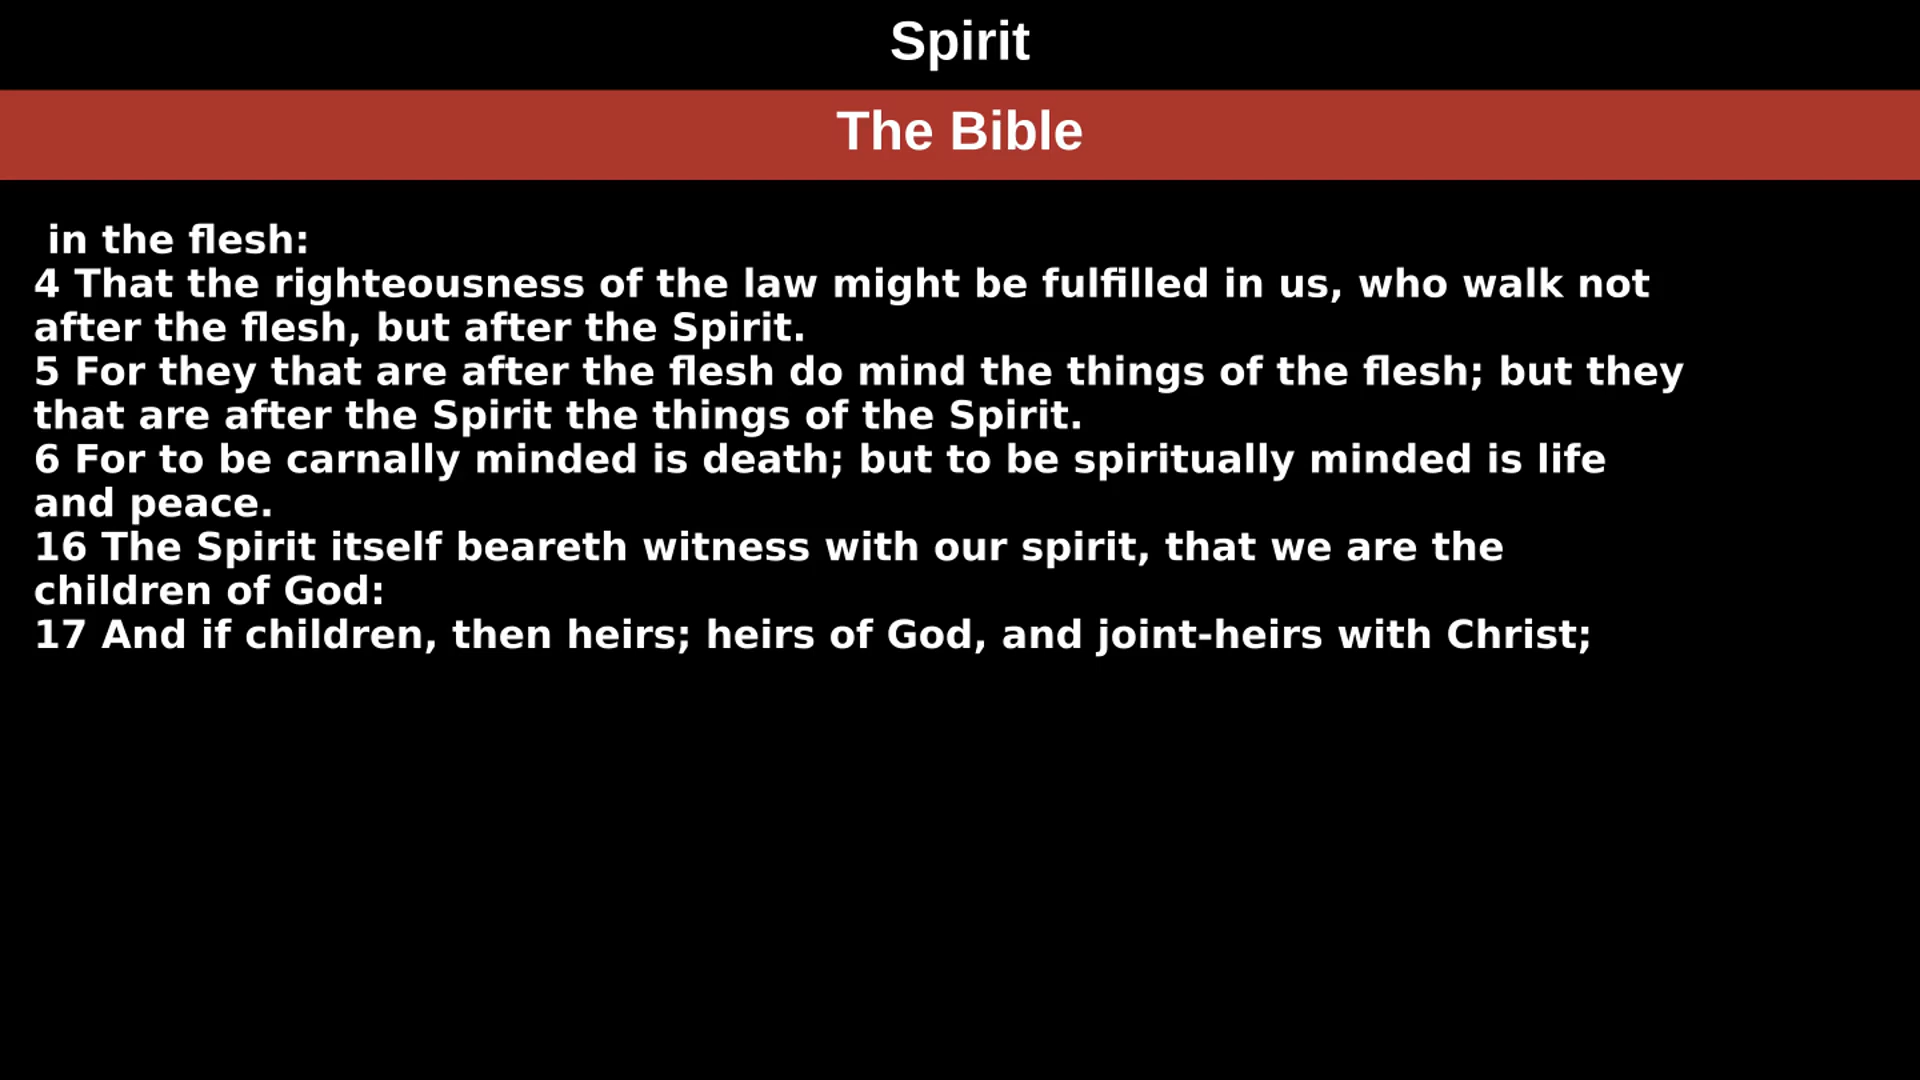 Spirit
The Bible
in the flesh:
4 That the righteousness of the law might be fulfilled in us, who walk not
after the flesh, but after the Spirit.
5 For they that are after the flesh do mind the things of the flesh; but they
that are after the Spirit the things of the Spirit.
6 For to be carnally minded is death; but to be spiritually minded is life
and peace.
16 The Spirit itself beareth witness with our spirit, that we are the
children of God:
17 And if children, then heirs; heirs of God, and joint-heirs with Christ;